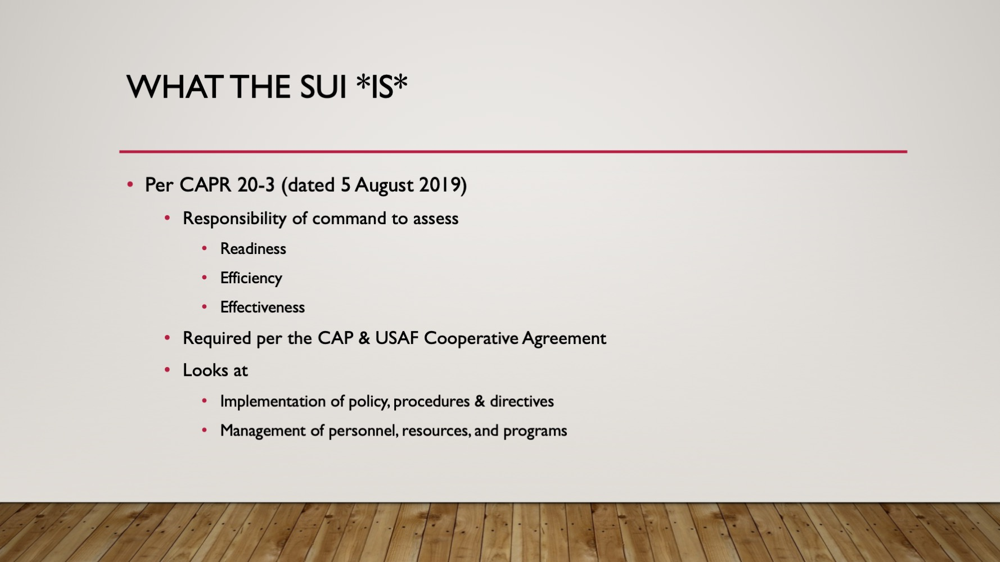 WHAT THE SUI *IS*
• Per CAPR 20-3 (dated 5 August 2019)
• Responsibility of command to assess
• Readiness
• Efficiency
• Effectiveness
• Required per the CAP & USAF Cooperative Agreement
• Looks at
• Implementation of policy, procedures & directives
• Management of personnel, resources, and programs